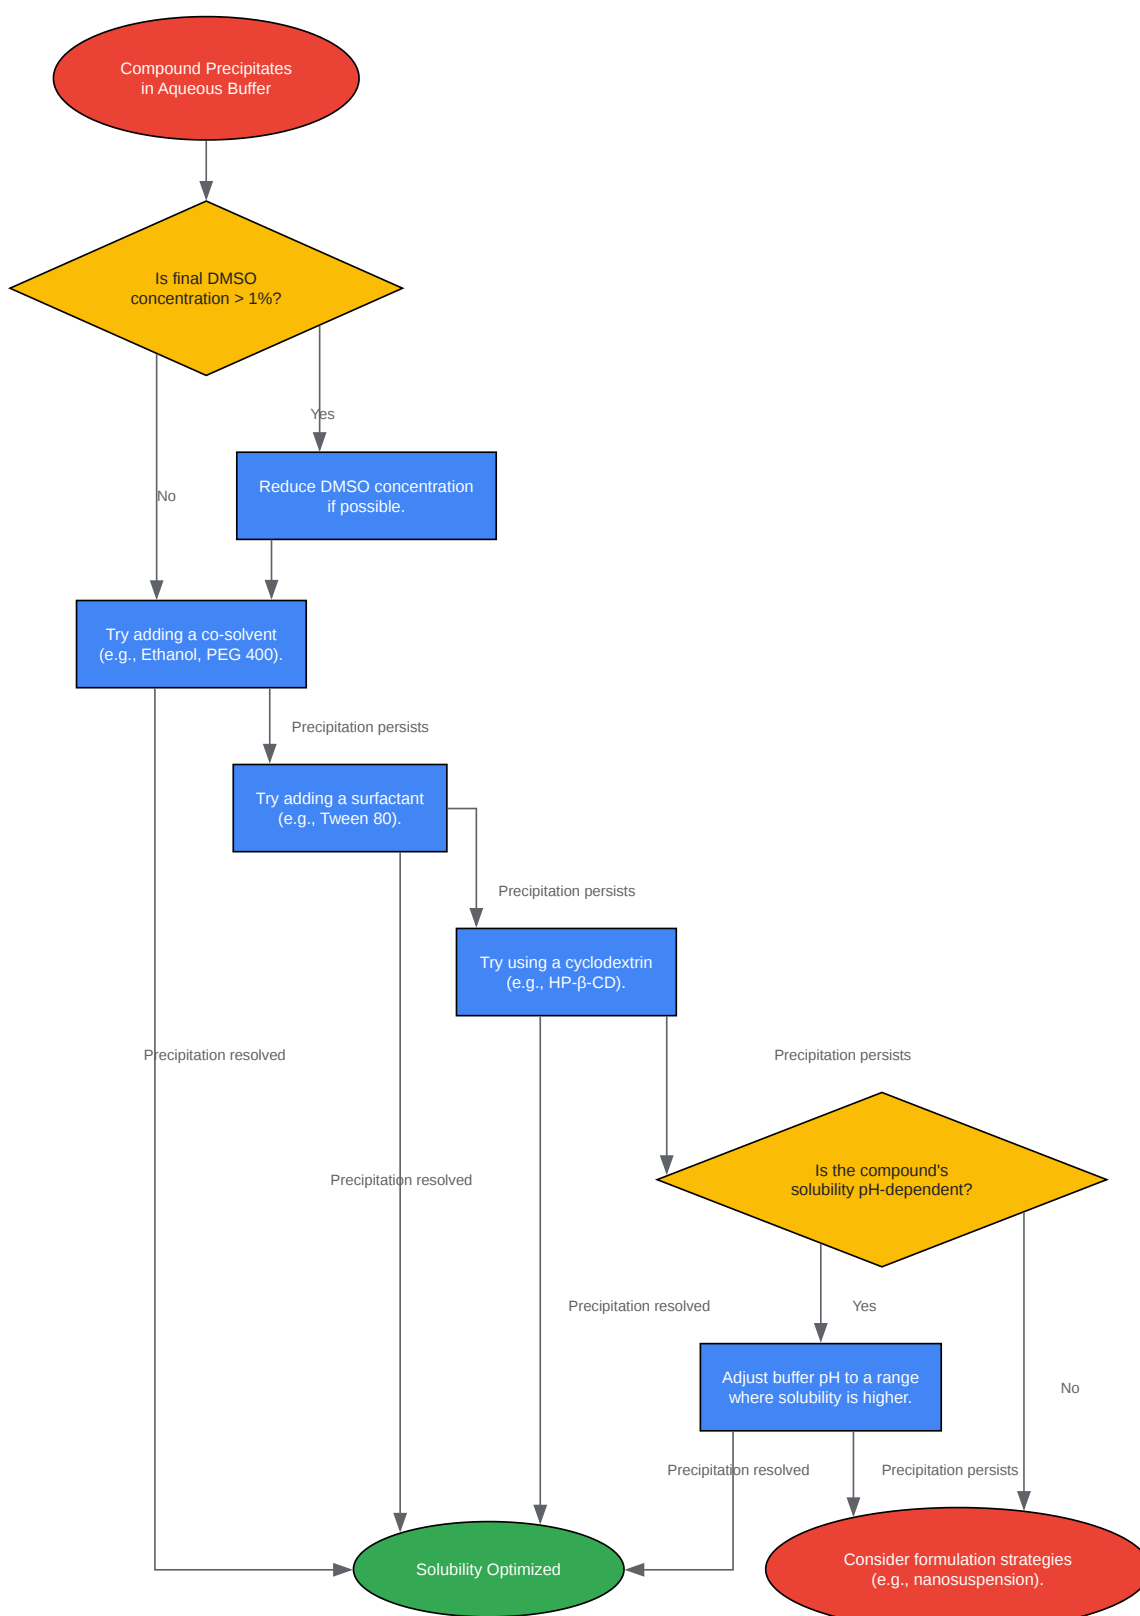 Compound Precipitates
in Aqueous Buffer
Is final DMSO
concentration > 1%?
Yes
Reduce DMSO concentration
if possible.
No
Try adding a co-solvent
(e.g., Ethanol, PEG 400).
Precipitation persists
Try adding a surfactant
(e.g., Tween 80).
Precipitation persists
Try using a cyclodextrin
(e.g., HP-β-CD).
Precipitation resolved
Precipitation persists
Is the compound's
solubility pH-dependent?
Precipitation resolved
Precipitation resolved
Yes
Adjust buffer pH to a range
where solubility is higher.
No
Precipitation resolved
Precipitation persists
Solubility Optimized
Consider formulation strategies
(e.g., nanosuspension).